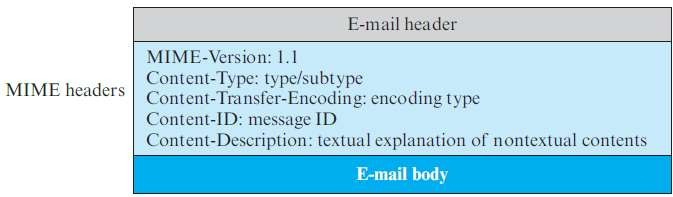 E-mail header
MIME headers
MIME-Version: 1.1
Content-Type: type/subtype
Content-Transfer-Encoding: encoding type
Content-ID: message ID
Content-Description: textual explanation of nontextual contents
E-mail body